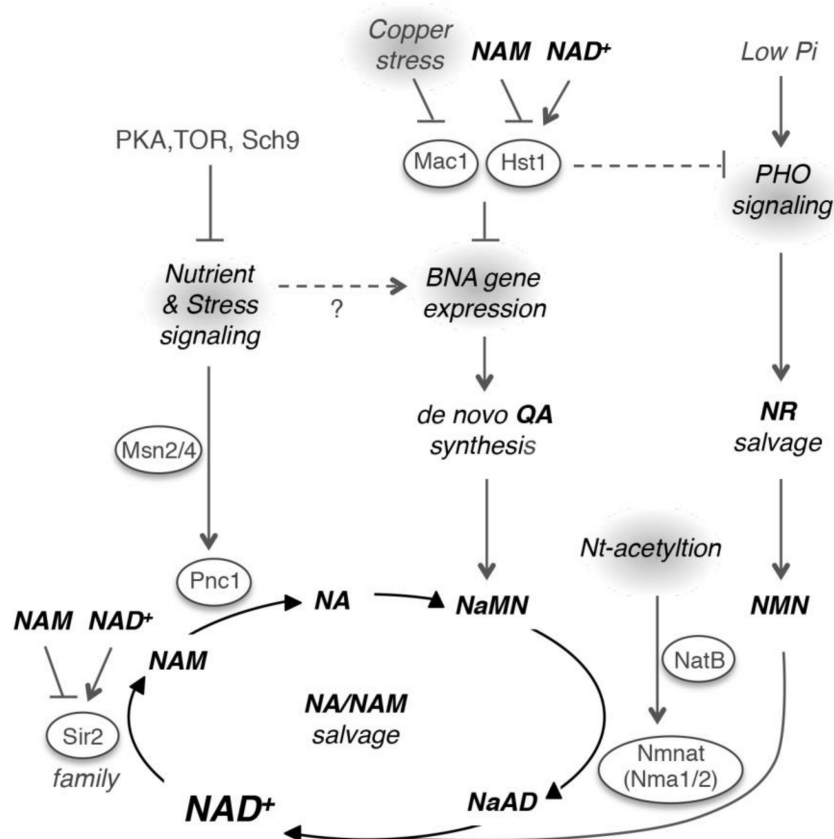 Copper
stress
NAM NAD+
Low Pi
PKA,TOR, Sch9
Mac1
Hst1
PHO
signaling
Nutrient
& Stress
signaling
?
BNA gene
expression
de novo QA
synthesis
NR
salvage
Msn2/4
Nt-acetyltion
Pnc1
NA
NaMN
NMN
NAM NAD+
NAM
NatB
Sir2
family
NA/NAM
salvage
Nmnat
(Nma1/2)
NAD+
NaAD